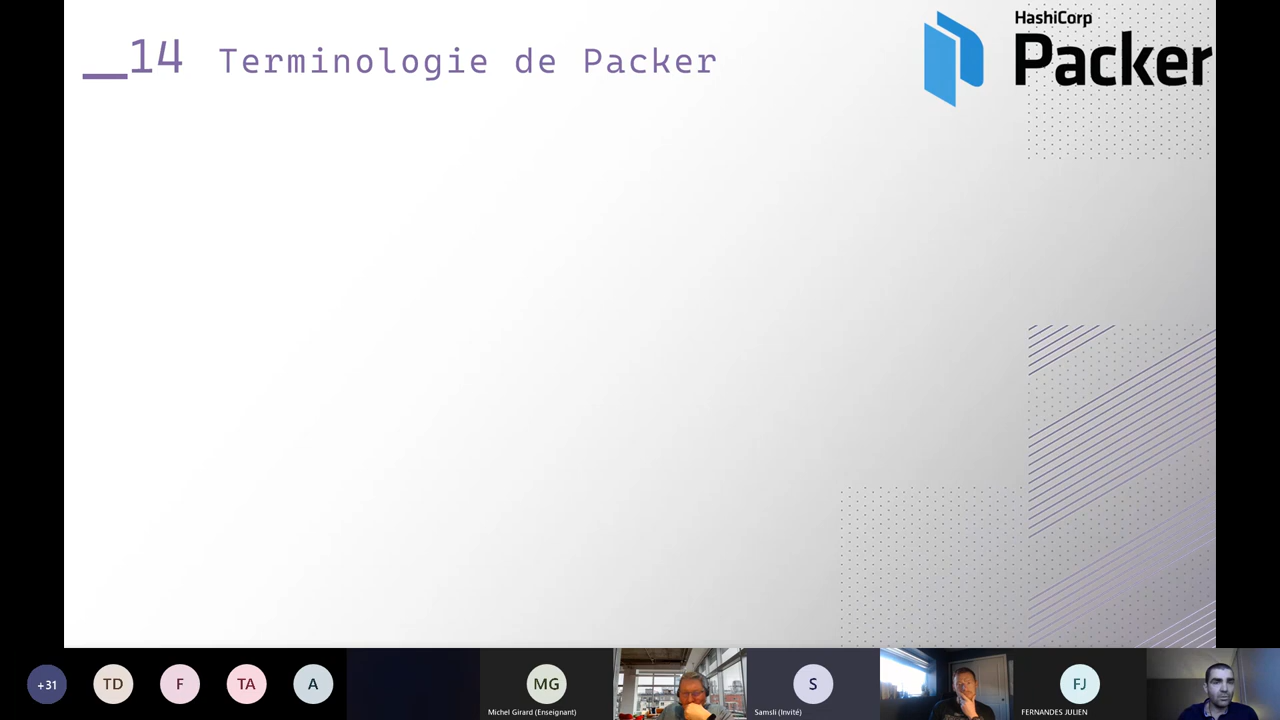 __14 Terminologie de Packer
HashiCorp
Packer
+31
TD
F
TA
A
MG
Michel Girard (Enseignant)
S
Samsli (Invité)
FJ
FERNANDES JULIEN